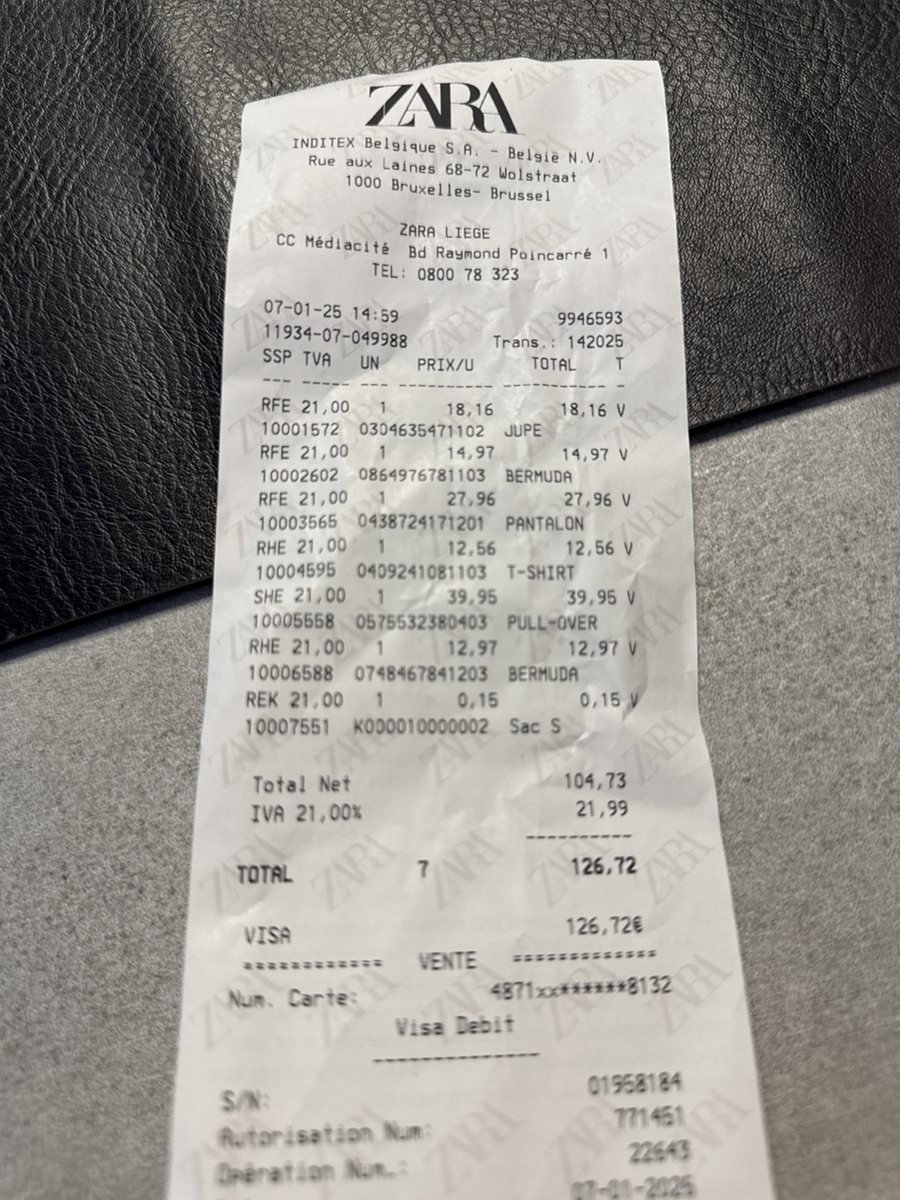 ZARA
INDITEX Belgique S.A. - België N.V.
Rue aux Laines 68-72 Wolstraat
1000 Bruxelles- Brussel
ZARA LIEGE
CC Médiacité Bd Raymond Poincarré 1
TEL: 0800 78 323
07-01-25 14:59 9946593
11934-07-049988 Trans.: 142025
SSP TVA UN PRIX/U TOTAL T
--- ----- --- ---------- ----------- -
RFE 21,00 1 18,16 18,16 V
10001572 0304635471102 JUPE
RFE 21,00 1 14,97 14,97 V
10002602 0864976781103 BERMUDA
RFE 21,00 1 27,96 27,96 V
10003565 0438724171201 PANTALON
RHE 21,00 1 12,56 12,56 V
10004595 0409241081103 T-SHIRT
SHE 21,00 1 39,95 39,95 V
10005558 0575532380403 PULL-OVER
RHE 21,00 1 12,97 12,97 V
10006588 0748467841203 BERMUDA
REK 21,00 1 0,15 0,15 V
10007551 K000010000002 Sac S
Total Net 104,73
IVA 21,00% 21,99
----------
TOTAL 7 126,72
VISA 126,72€
============ VENTE =============
Num. Carte: 4871xx******8132
Visa Debit
--------------
S/N: 01958184
Autorisation Num: 771451
Opération Num.: 22643
07-01-2025